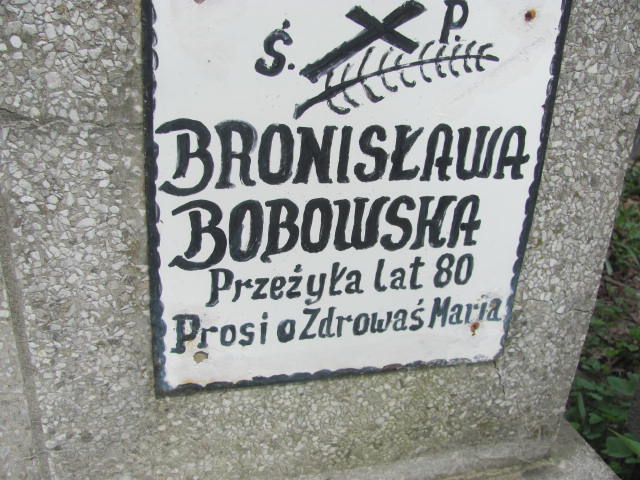 Ś. P.
BRONISŁAWA
BOBOWSKA
Przeżyła lat 80
Prosi o Zdrowaś Maria